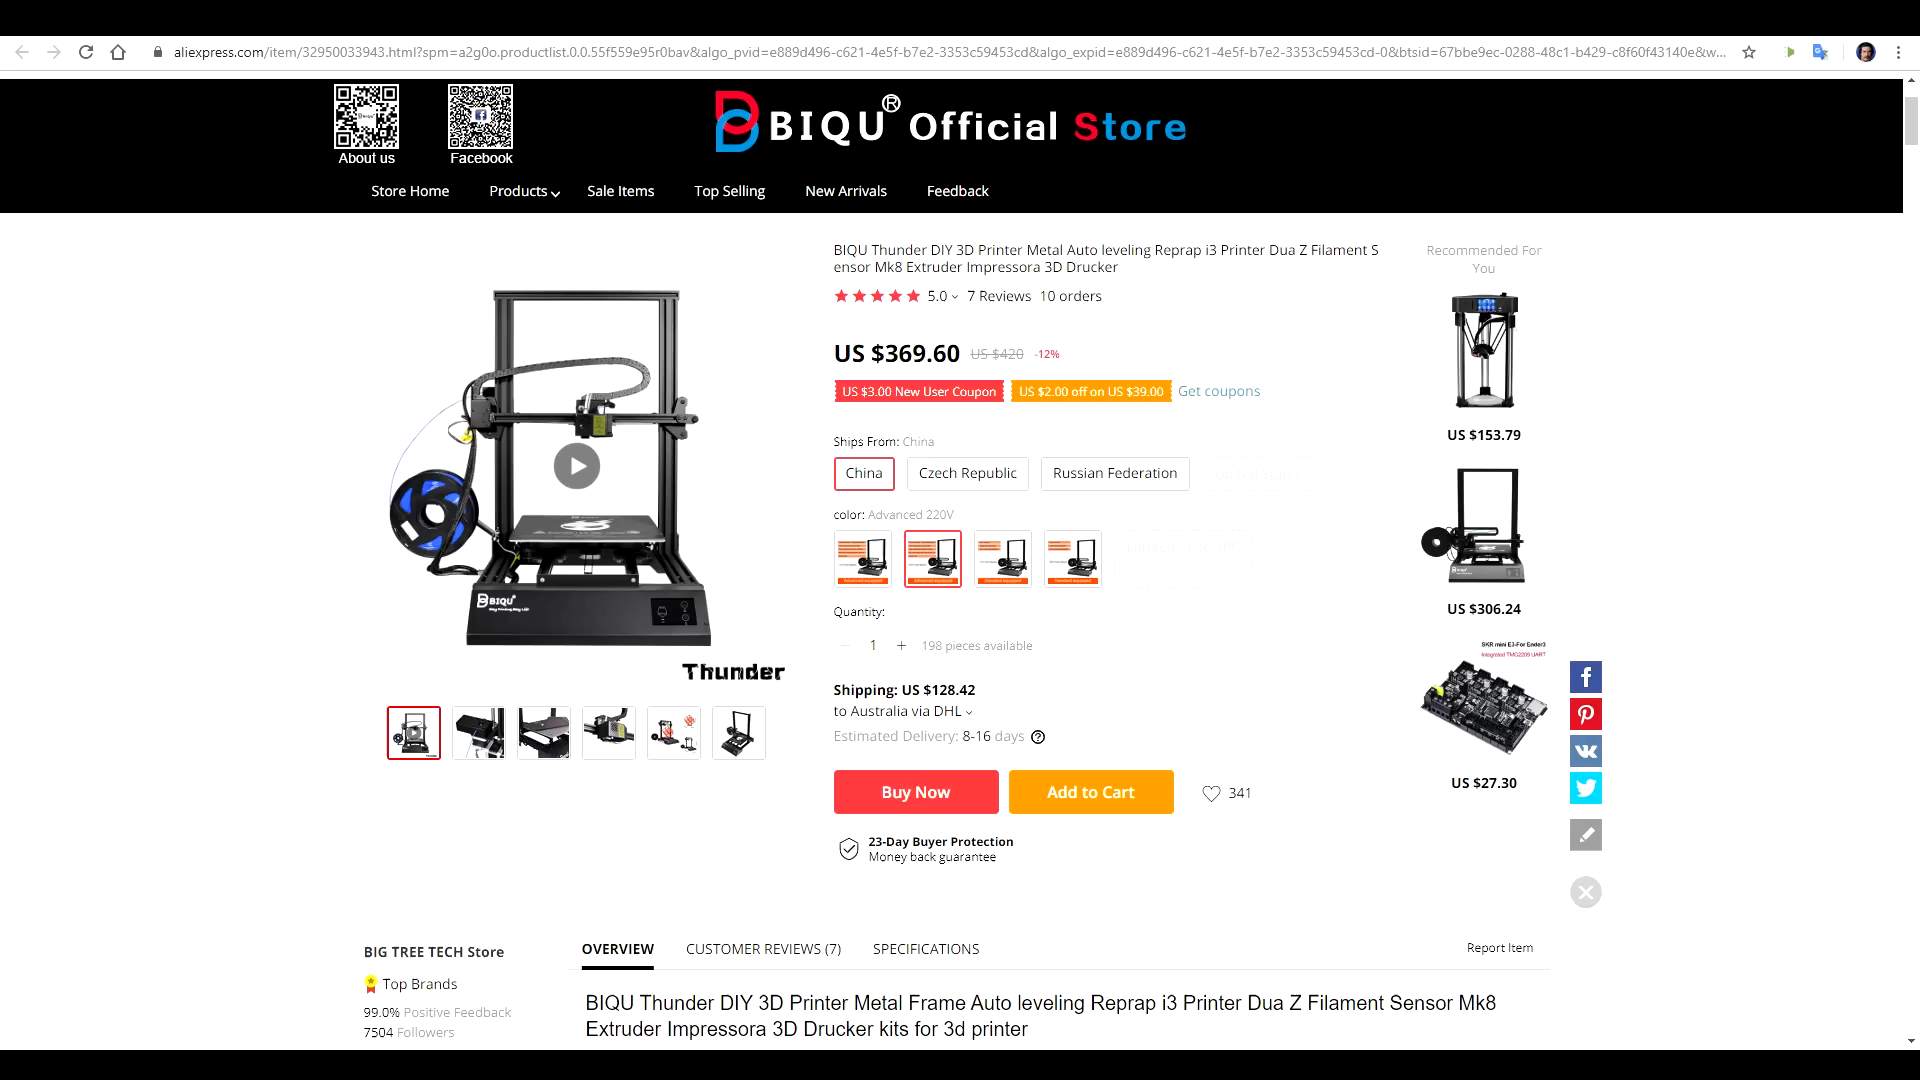 aliexpress.com/item/32950033943.html?spm=a2g0o.productlist.0.0.55f559e95r0bav&algo_pvid=e889d496-c621-4e5f-b7e2-3353c59453cd&algo_expid=e889d496-c621-4e5f-b7e2-3353c59453cd-0&btsid=67bbe9ec-0288-48c1-b429-c8f60f43140e&w...
BIQU® Official Store
About us
Facebook
Store Home
Products
Sale Items
Top Selling
New Arrivals
Feedback
BIQU Thunder DIY 3D Printer Metal Auto leveling Reprap i3 Printer Dua Z Filament S
ensor Mk8 Extruder Impressora 3D Drucker
5.0
7 Reviews
10 orders
US $369.60
US $420
-12%
US $3.00 New User Coupon
US $2.00 off on US $39.00
Get coupons
Ships From: China
China
Czech Republic
Russian Federation
color: Advanced 220V
Quantity:
1
+
198 pieces available
Shipping: US $128.42
to Australia via DHL
Estimated Delivery: 8-16 days
Buy Now
Add to Cart
341
23-Day Buyer Protection
Money back guarantee
BIQU
Thunder
Recommended For
You
US $153.79
US $306.24
SKR mini E3-For Ender3
Integrated TMC2209 UART
US $27.30
BIG TREE TECH Store
Top Brands
99.0% Positive Feedback
7504 Followers
OVERVIEW
CUSTOMER REVIEWS (7)
SPECIFICATIONS
Report Item
BIQU Thunder DIY 3D Printer Metal Frame Auto leveling Reprap i3 Printer Dua Z Filament Sensor Mk8
Extruder Impressora 3D Drucker kits for 3d printer